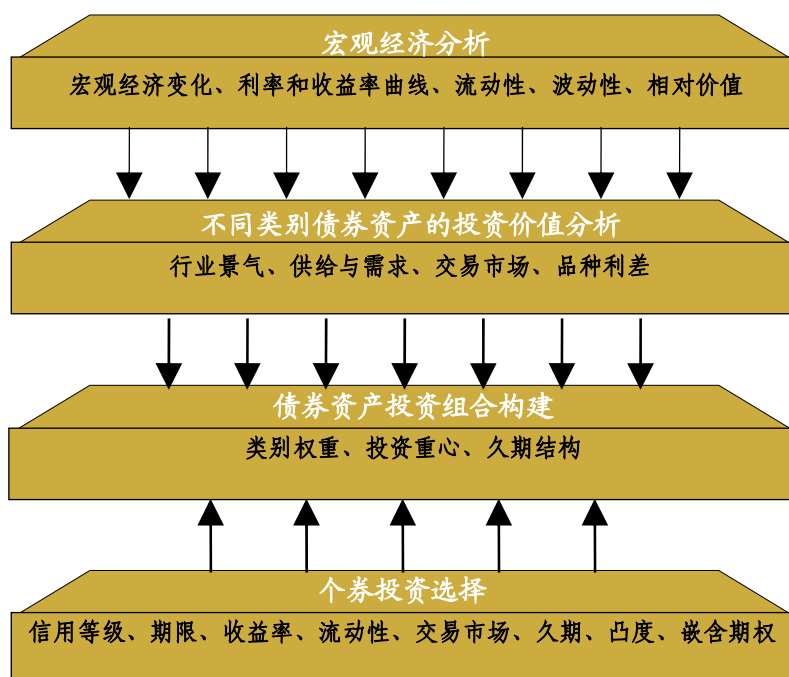 宏观经济分析
宏观经济变化、利率和收益率曲线、流动性、波动性、相对价值
不同类别债券资产的投资价值分析
行业景气、供给与需求、交易市场、品种利差
债券资产投资组合构建
类别权重、投资重心、久期结构
个券投资选择
信用等级、期限、收益率、流动性、交易市场、久期、凸度、嵌含期权